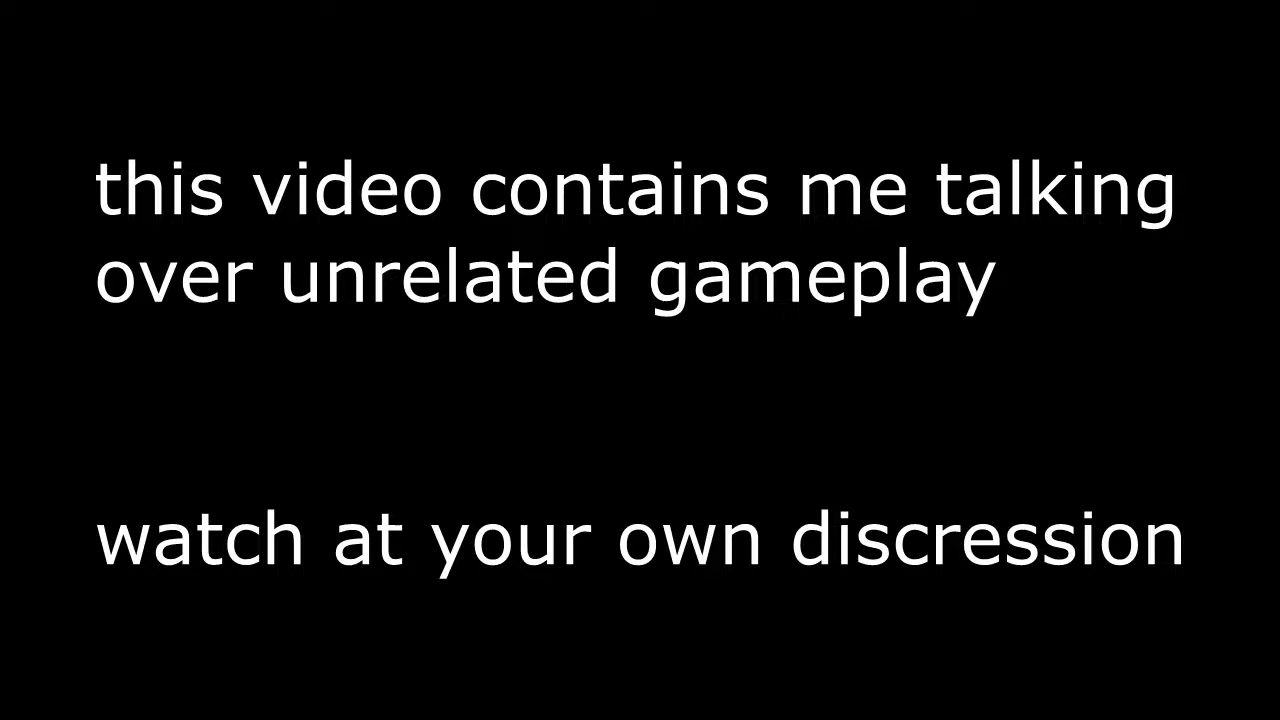 this video contains me talking
over unrelated gameplay
watch at your own discression